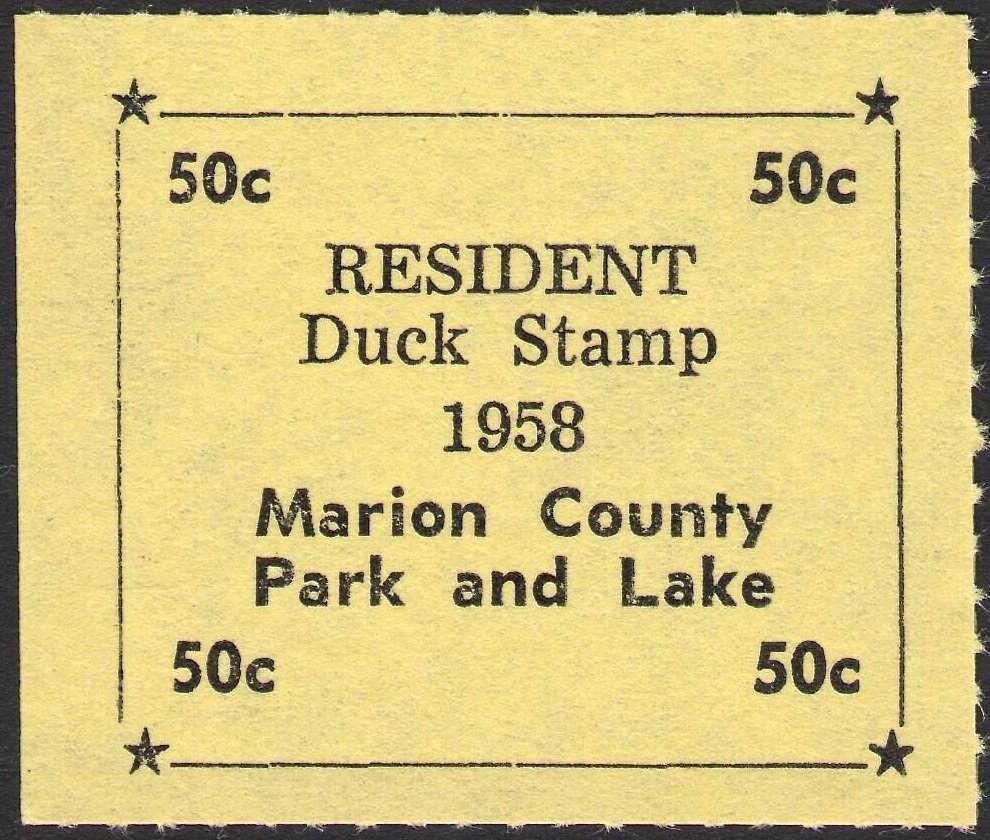 50c 50c
RESIDENT
Duck Stamp
1958
Marion County
Park and Lake
50c 50c